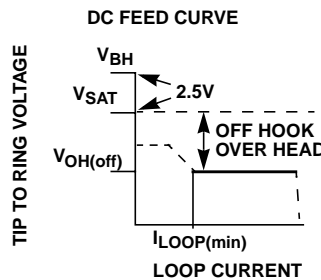 DC FEED CURVE
TIP TO RING VOLTAGE
VBH
2.5V
VSAT
OFF HOOK
OVER HEAD
VOH(off)
ILOOP(min)
LOOP CURRENT